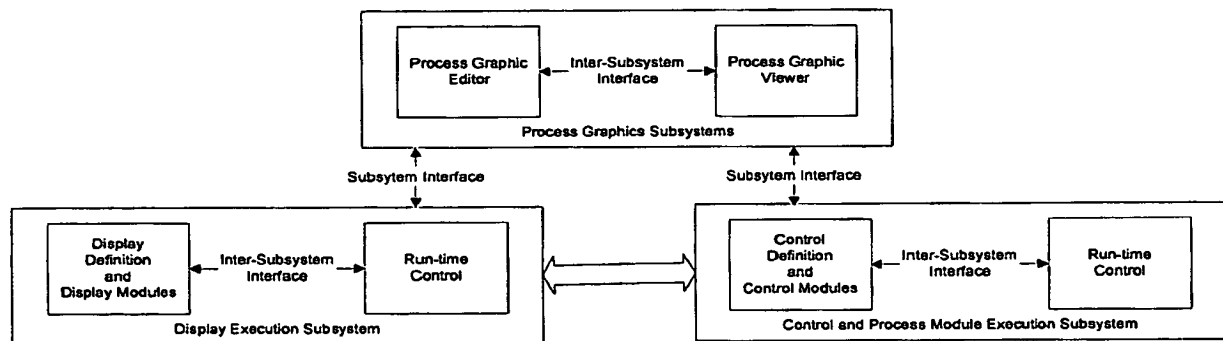 Process Graphic
Editor
Inter-Subsystem
Interface
Process Graphic
Viewer
Process Graphics Subsystems
Subsytem Interface
Subsytem Interface
Display
Definition
and
Display Modules
Inter-Subsystem
Interface
Run-time
Control
Display Execution Subsystem
Control
Definition
and
Control Modules
Inter-Subsystem
Interface
Run-time
Control
Control and Process Module Execution Subsystem